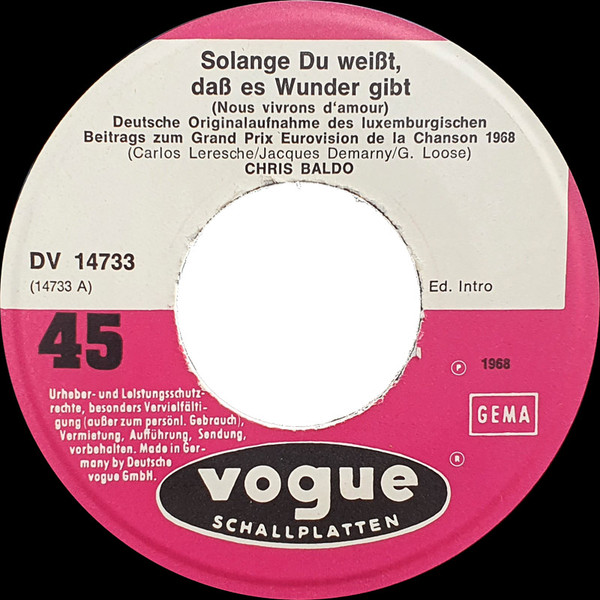 Solange Du weißt,
daß es Wunder gibt
(Nous vivrons d'amour)
Deutsche Originalaufnahme des luxemburgischen
Beitrags zum Grand Prix Eurovision de la Chanson 1968
(Carlos Leresche/Jacques Demarny/G. Loose)
CHRIS BALDO
DV 14733
(14733 A)
Ed. Intro
45
℗ 1968
GEMA
Urheber- und Leistungsschutz-
rechte, besonders Vervielfälti-
gung (außer zum persönl. Gebrauch),
Vermietung, Aufführung, Sendung,
vorbehalten. Made in Ger-
many by Deutsche
vogue GmbH.
®
vogue
SCHALLPLATTEN